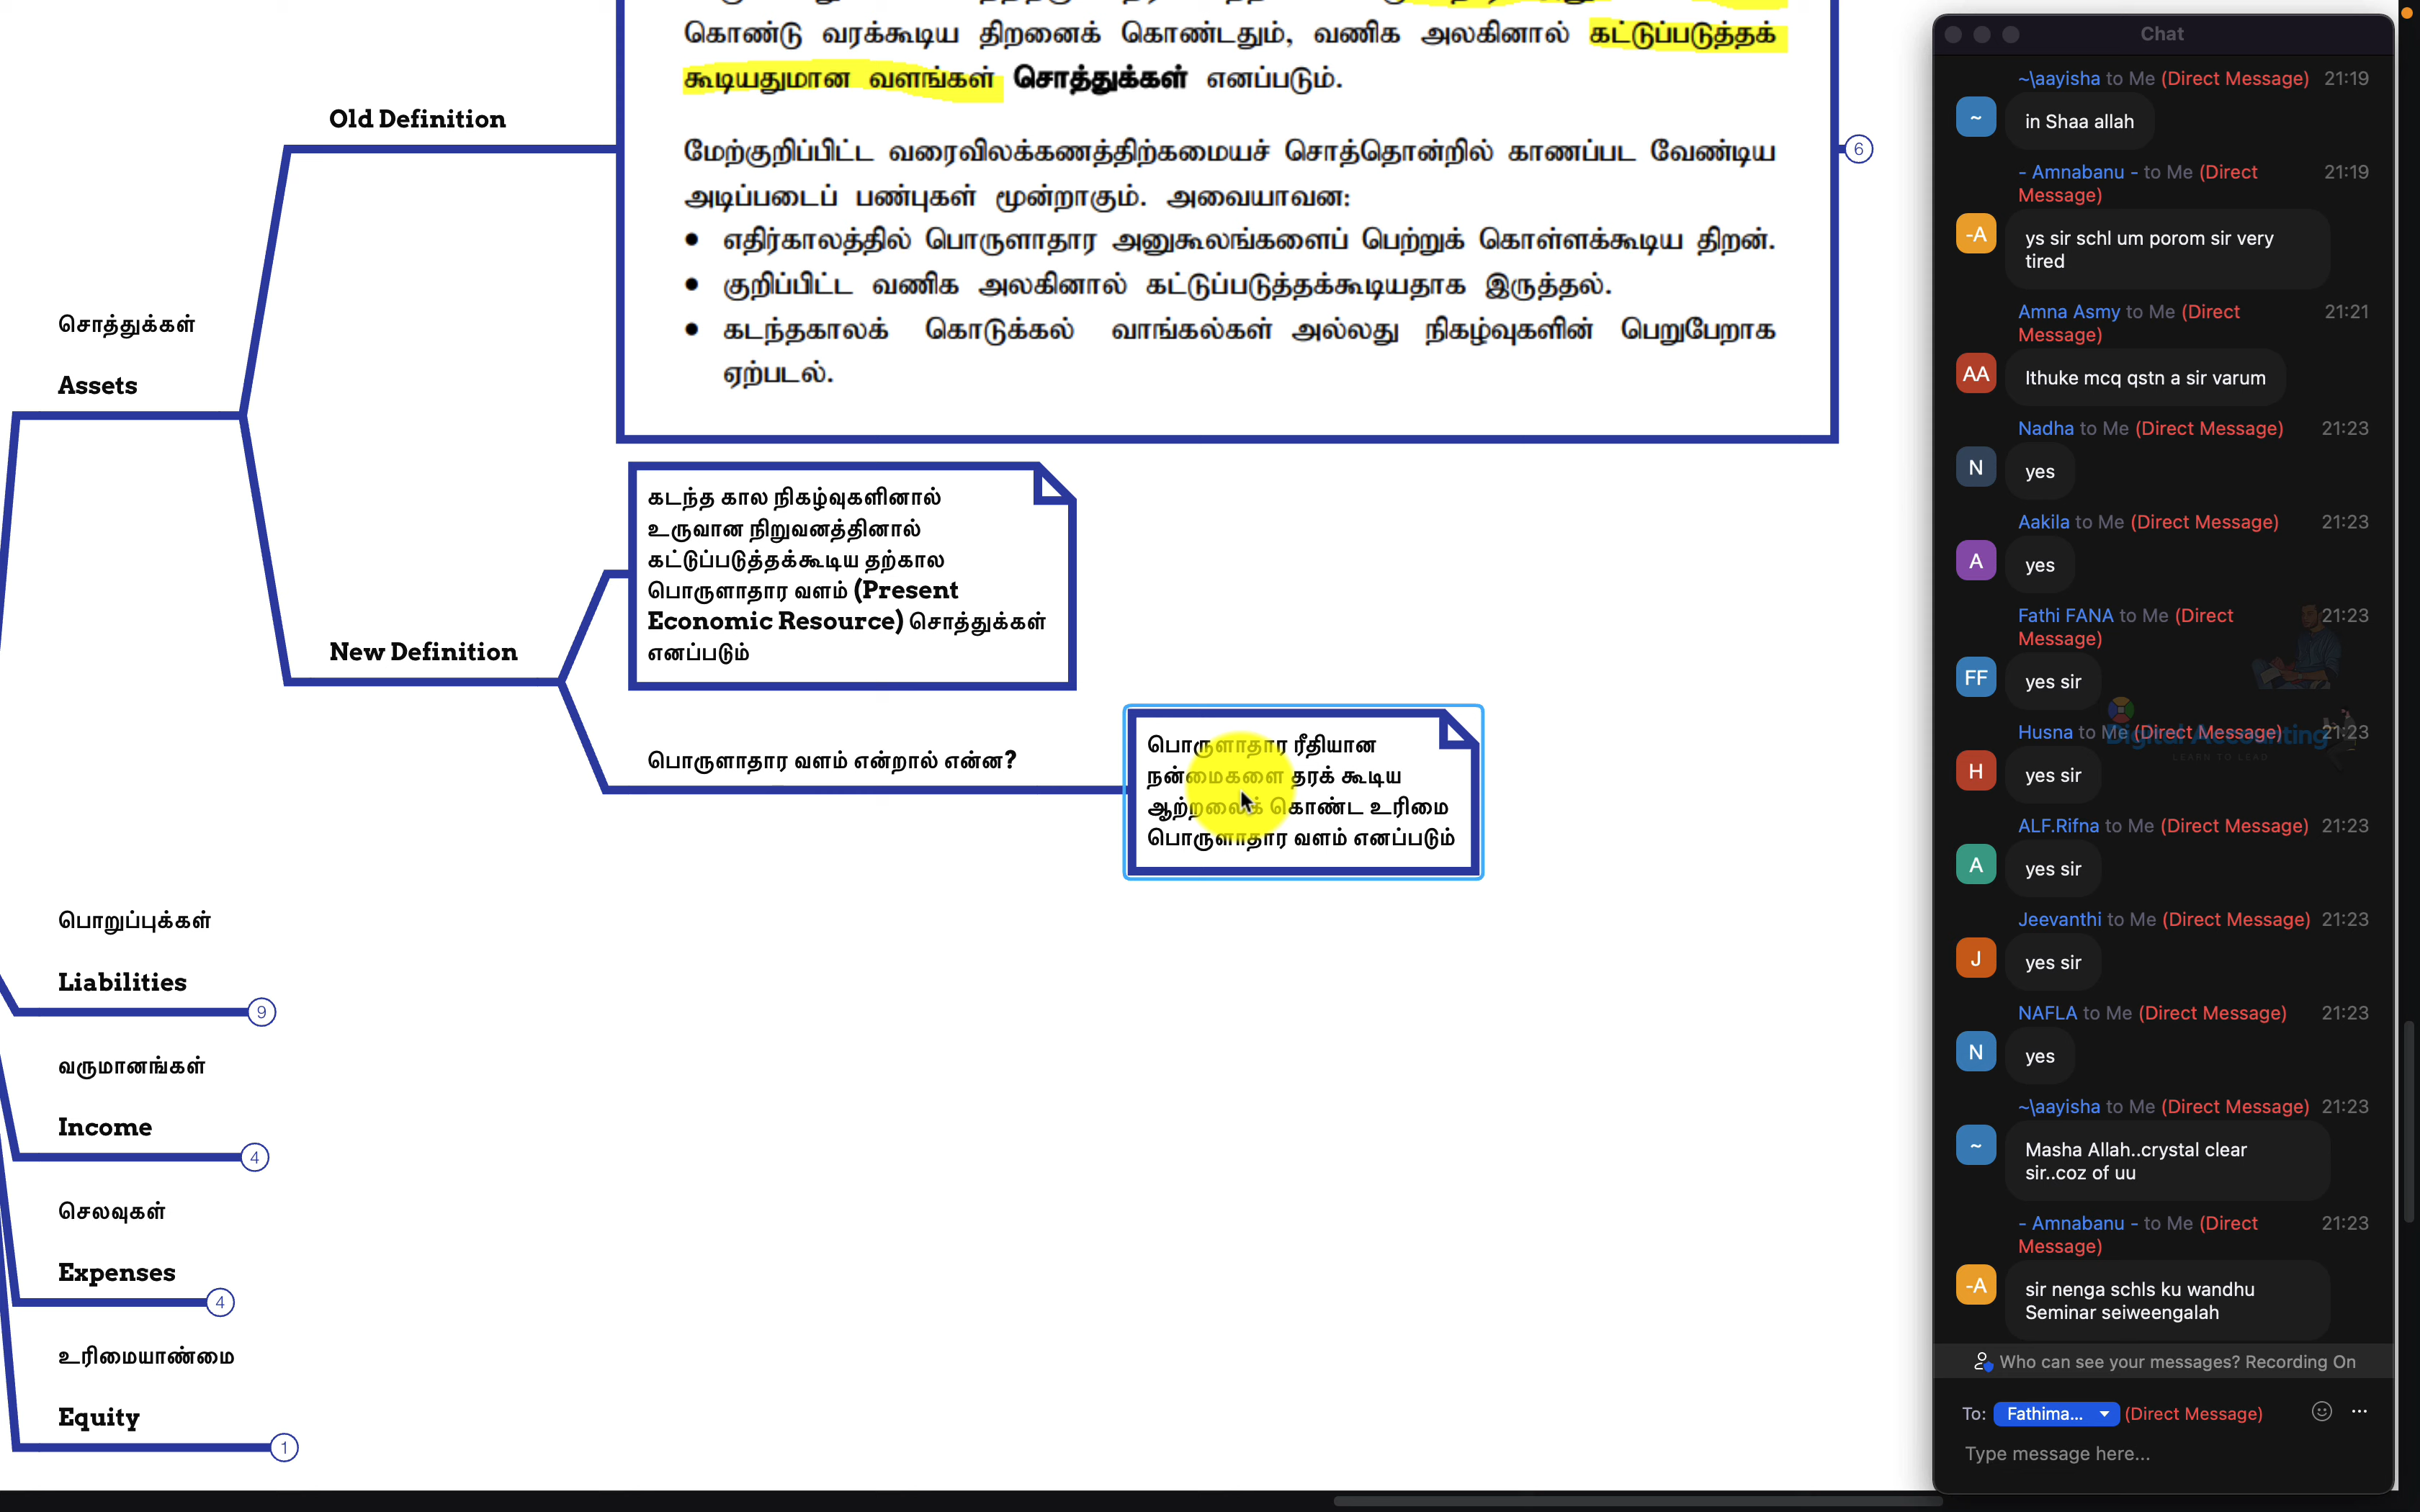 கொண்டு வரக்கூடிய திறனைக் கொண்டதும், வணிக அலகினால் கட்டுப்படுத்தக்
கூடியதுமான வளங்கள் சொத்துக்கள் எனப்படும்.
மேற்குறிப்பிட்ட வரைவிலக்கணத்திற்கமையச் சொத்தொன்றில் காணப்பட வேண்டிய
அடிப்படைப் பண்புகள் மூன்றாகும். அவையாவன:
• எதிர்காலத்தில் பொருளாதார அனுகூலங்களைப் பெற்றுக் கொள்ளக்கூடிய திறன்.
• குறிப்பிட்ட வணிக அலகினால் கட்டுப்படுத்தக்கூடியதாக இருத்தல்.
• கடந்தகாலக் கொடுக்கல் வாங்கல்கள் அல்லது நிகழ்வுகளின் பெறுபேறாக
ஏற்படல்.
6
Old Definition
சொத்துக்கள்
Assets
New Definition
கடந்த கால நிகழ்வுகளினால்
உருவான நிறுவனத்தினால்
கட்டுப்படுத்தக்கூடிய தற்கால
பொருளாதார வளம் (Present
Economic Resource) சொத்துக்கள்
எனப்படும்
பொருளாதார வளம் என்றால் என்ன?
பொருளாதார ரீதியான
நன்மைகளை தரக் கூடிய
ஆற்றலைக் கொண்ட உரிமை
பொருளாதார வளம் எனப்படும்
பொறுப்புக்கள்
Liabilities
9
வருமானங்கள்
Income
4
செலவுகள்
Expenses
4
உரிமையாண்மை
Equity
1
Chat
~\aayisha to Me (Direct Message) 21:19
~
in Shaa allah
- Amnabanu - to Me (Direct Message) 21:19
-A
ys sir schl um porom sir very
tired
Amna Asmy to Me (Direct Message) 21:21
AA
Ithuke mcq qstn a sir varum
Nadha to Me (Direct Message) 21:23
N
yes
Aakila to Me (Direct Message) 21:23
A
yes
Fathi FANA to Me (Direct Message) 21:23
FF
yes sir
Husna to Me (Direct Message) 21:23
Digital Accounting
LEARN TO LEAD
H
yes sir
ALF.Rifna to Me (Direct Message) 21:23
A
yes sir
Jeevanthi to Me (Direct Message) 21:23
J
yes sir
NAFLA to Me (Direct Message) 21:23
N
yes
~\aayisha to Me (Direct Message) 21:23
~
Masha Allah..crystal clear
sir..coz of uu
- Amnabanu - to Me (Direct Message) 21:23
-A
sir nenga schls ku wandhu
Seminar seiweengalah
Who can see your messages? Recording On
To: Fathima... (Direct Message)
Type message here...